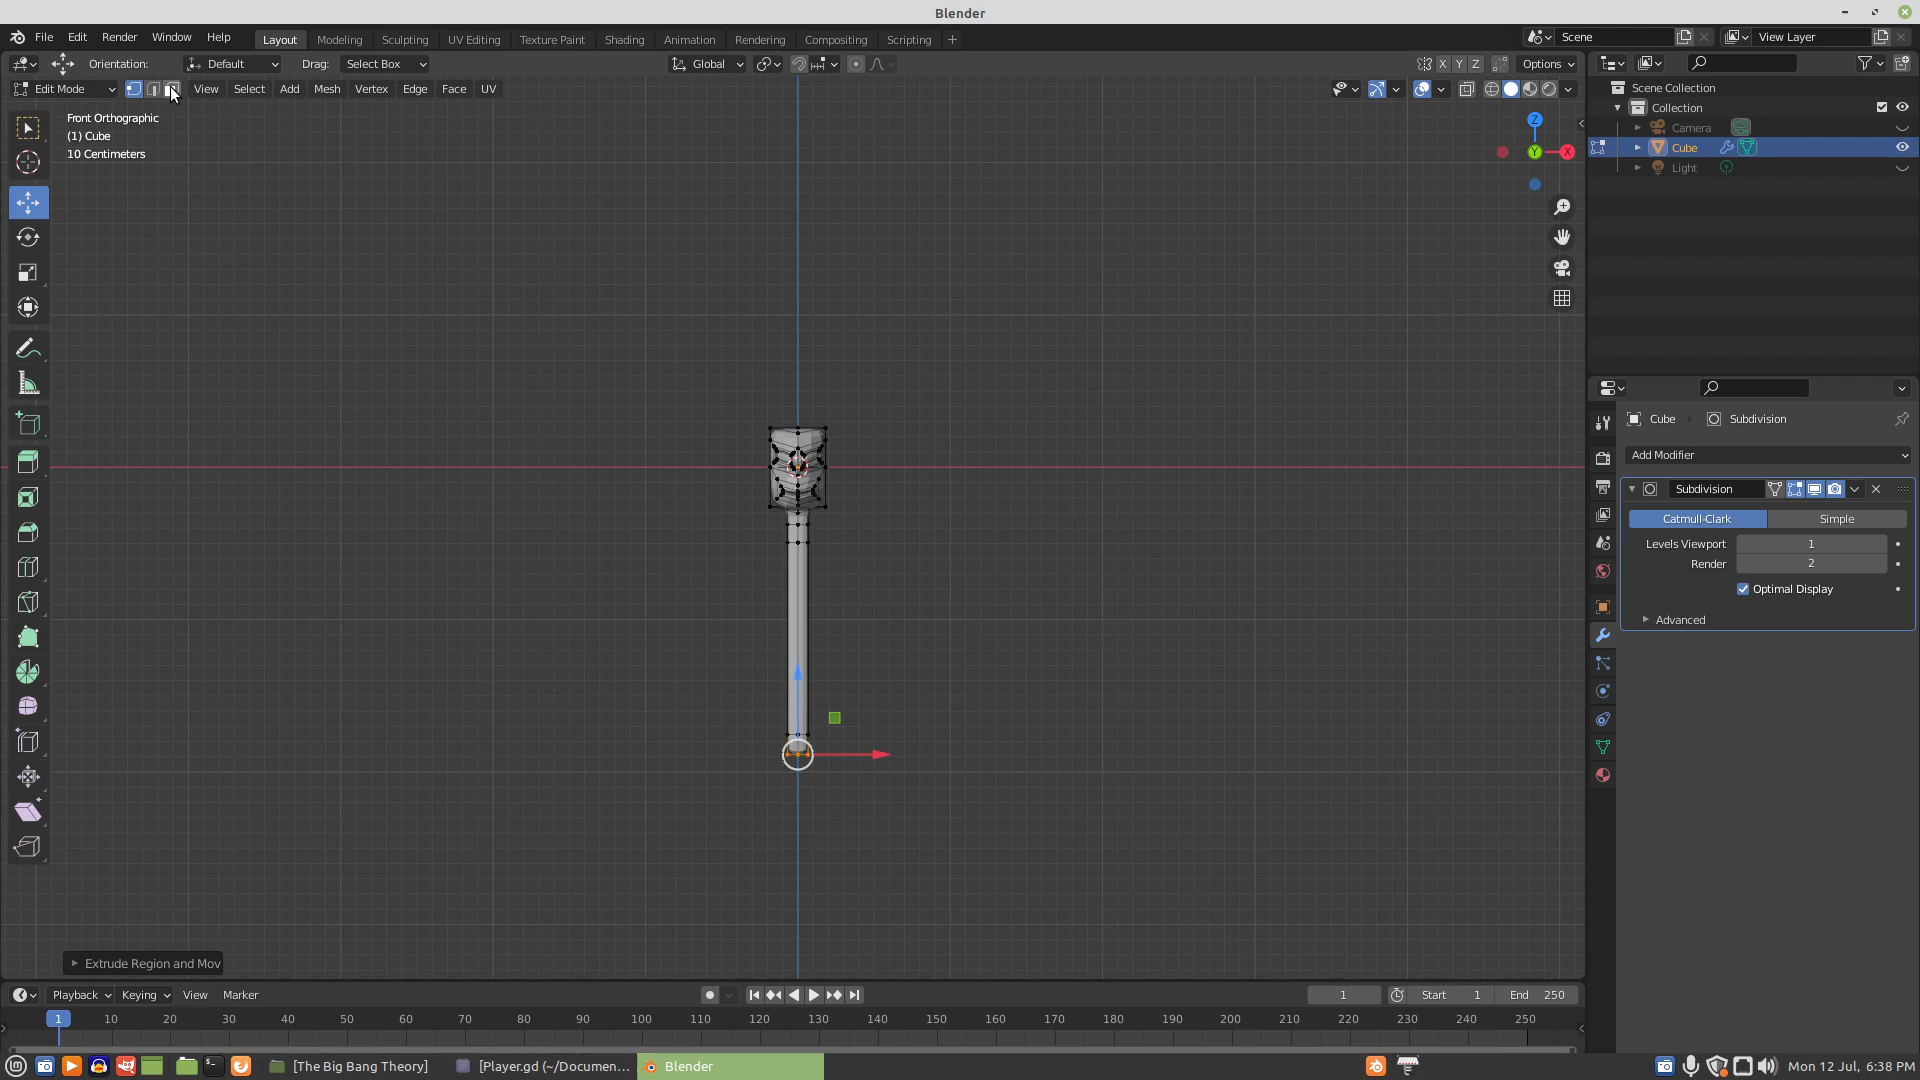 Blender
File Edit Render Window Help Layout Modeling Sculpting UV Editing Texture Paint Shading Animation Rendering Compositing Scripting + Scene View Layer
Orientation: Default Drag: Select Box Global X Y Z Options
Edit Mode View Select Add Mesh Vertex Edge Face UV
Front Orthographic
(1) Cube
10 Centimeters
Z
Y
X
Scene Collection
Collection
Camera
Cube
Light
Cube Subdivision
Add Modifier
Subdivision
Catmull-Clark Simple
Levels Viewport 1
Render 2
Optimal Display
Advanced
Extrude Region and Mov
Playback Keying View Marker 1 Start 1 End 250
1 10 20 30 40 50 60 70 80 90 100 110 120 130 140 150 160 170 180 190 200 210 220 230 240 250
[The Big Bang Theory] [Player.gd (~/Documen... Blender Mon 12 Jul, 6:38 PM